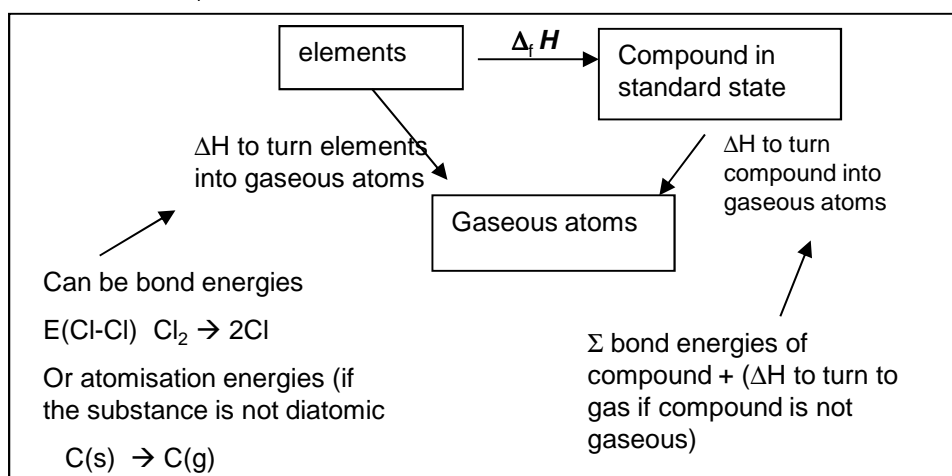 elements
Δf H
Compound in
standard state
ΔH to turn elements
into gaseous atoms
ΔH to turn
compound into
gaseous atoms
Gaseous atoms
Can be bond energies
E(Cl-Cl) Cl₂ → 2Cl
Or atomisation energies (if
the substance is not diatomic
C(s) → C(g)
Σ bond energies of
compound + (ΔH to turn to
gas if compound is not
gaseous)